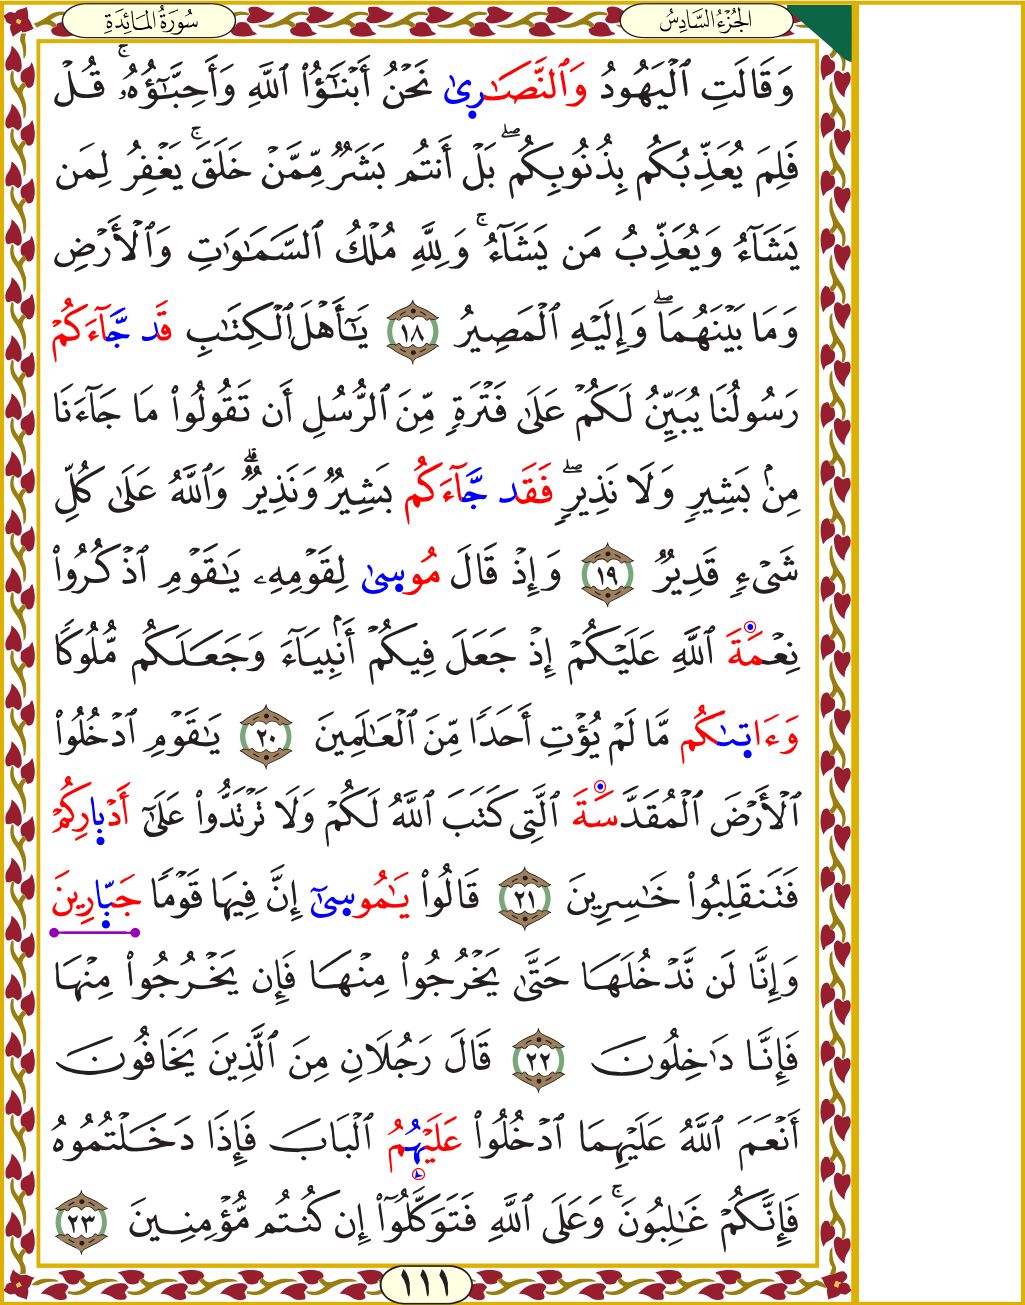 سُورَةُ المَائِدَةِ
الجُزْءُ السَّادِسُ
وَقَالَتِ ٱلۡيَهُودُ وَٱلنَّصَٰرِىٰ نَحۡنُ أَبۡنَٰٓؤُاْ ٱللَّهِ وَأَحِبَّٰٓؤُهُۥۚ قُلۡ
فَلِمَ يُعَذِّبُكُم بِذُنُوبِكُمۖ بَلۡ أَنتُم بَشَرٞ مِّمَّنۡ خَلَقَۚ يَغۡفِرُ لِمَن
يَشَآءُ وَيُعَذِّبُ مَن يَشَآءُۚ وَلِلَّهِ مُلۡكُ ٱلسَّمَٰوَٰتِ وَٱلۡأَرۡضِ
وَمَا بَيۡنَهُمَاۖ وَإِلَيۡهِ ٱلۡمَصِيرُ ١٨ يَٰٓأَهۡلَ ٱلۡكِتَٰبِ قَد جَّآءَكُمۡ
رَسُولُنَا يُبَيِّنُ لَكُمۡ عَلَىٰ فَتۡرَةٖ مِّنَ ٱلرُّسُلِ أَن تَقُولُواْ مَا جَآءَنَا
مِنۢ بَشِيرٖ وَلَا نَذِيرٖۖ فَقَد جَّآءَكُم بَشِيرٞ وَنَذِيرٞۗ وَٱللَّهُ عَلَىٰ كُلِّ
شَيۡءٖ قَدِيرٞ ١٩ وَإِذۡ قَالَ مُوسِىٰ لِقَوۡمِهِۦ يَٰقَوۡمِ ٱذۡكُرُواْ
نِعۡمَةَ ٱللَّهِ عَلَيۡكُمۡ إِذۡ جَعَلَ فِيكُمۡ أَنۢبِيَآءَ وَجَعَلَكُم مُّلُوكٗا
وَءَاتِىٰكُم مَّا لَمۡ يُؤۡتِ أَحَدٗا مِّنَ ٱلۡعَٰلَمِينَ ٢٠ يَٰقَوۡمِ ٱدۡخُلُواْ
ٱلۡأَرۡضَ ٱلۡمُقَدَّسَةَ ٱلَّتِي كَتَبَ ٱللَّهُ لَكُمۡ وَلَا تَرۡتَدُّواْ عَلَىٰٓ أَدۡبِارِكُمۡ
فَتَنقَلِبُواْ خَٰسِرِينَ ٢١ قَالُواْ يَٰمُوسِىٰٓ إِنَّ فِيهَا قَوۡمٗا جَبِّارِينَ
وَإِنَّا لَن نَّدۡخُلَهَا حَتَّىٰ يَخۡرُجُواْ مِنۡهَا فَإِن يَخۡرُجُواْ مِنۡهَا
فَإِنَّا دَٰخِلُونَ ٢٢ قَالَ رَجُلَانِ مِنَ ٱلَّذِينَ يَخَافُونَ
أَنۡعَمَ ٱللَّهُ عَلَيۡهِمَا ٱدۡخُلُواْ عَلَيۡهُمُ ٱلۡبَابَ فَإِذَا دَخَلۡتُمُوهُ
فَإِنَّكُمۡ غَٰلِبُونَۚ وَعَلَى ٱللَّهِ فَتَوَكَّلُوٓاْ إِن كُنتُم مُّؤۡمِنِينَ ٢٣
١١١